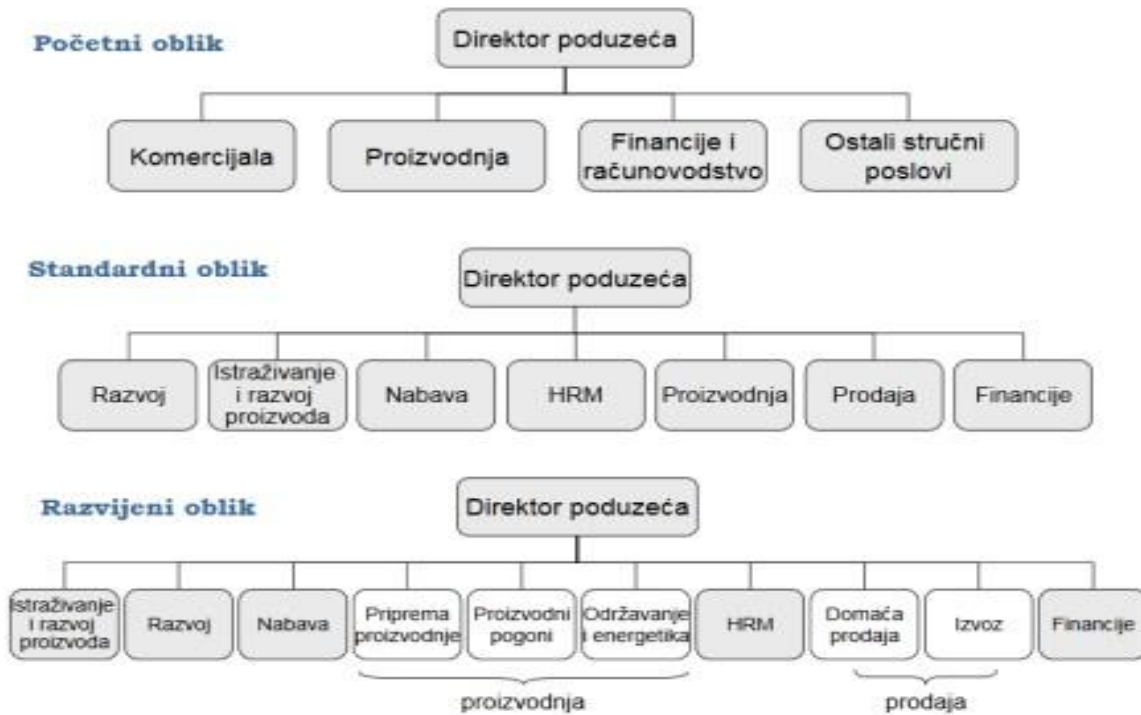 Početni oblik
Direktor poduzeća
Komercijala
Proizvodnja
Financije i
računovodstvo
Ostali stručni
poslovi
Standardni oblik
Direktor poduzeća
Razvoj
Istraživanje
i razvoj
proizvoda
Nabava
HRM
Proizvodnja
Prodaja
Financije
Razvijeni oblik
Direktor poduzeća
Istraživanje
i razvoj
proizvoda
Razvoj
Nabava
Priprema
proizvodnje
Proizvodni
pogoni
Održavanje
i energetika
HRM
Domaća
prodaja
Izvoz
Financije
proizvodnja
prodaja